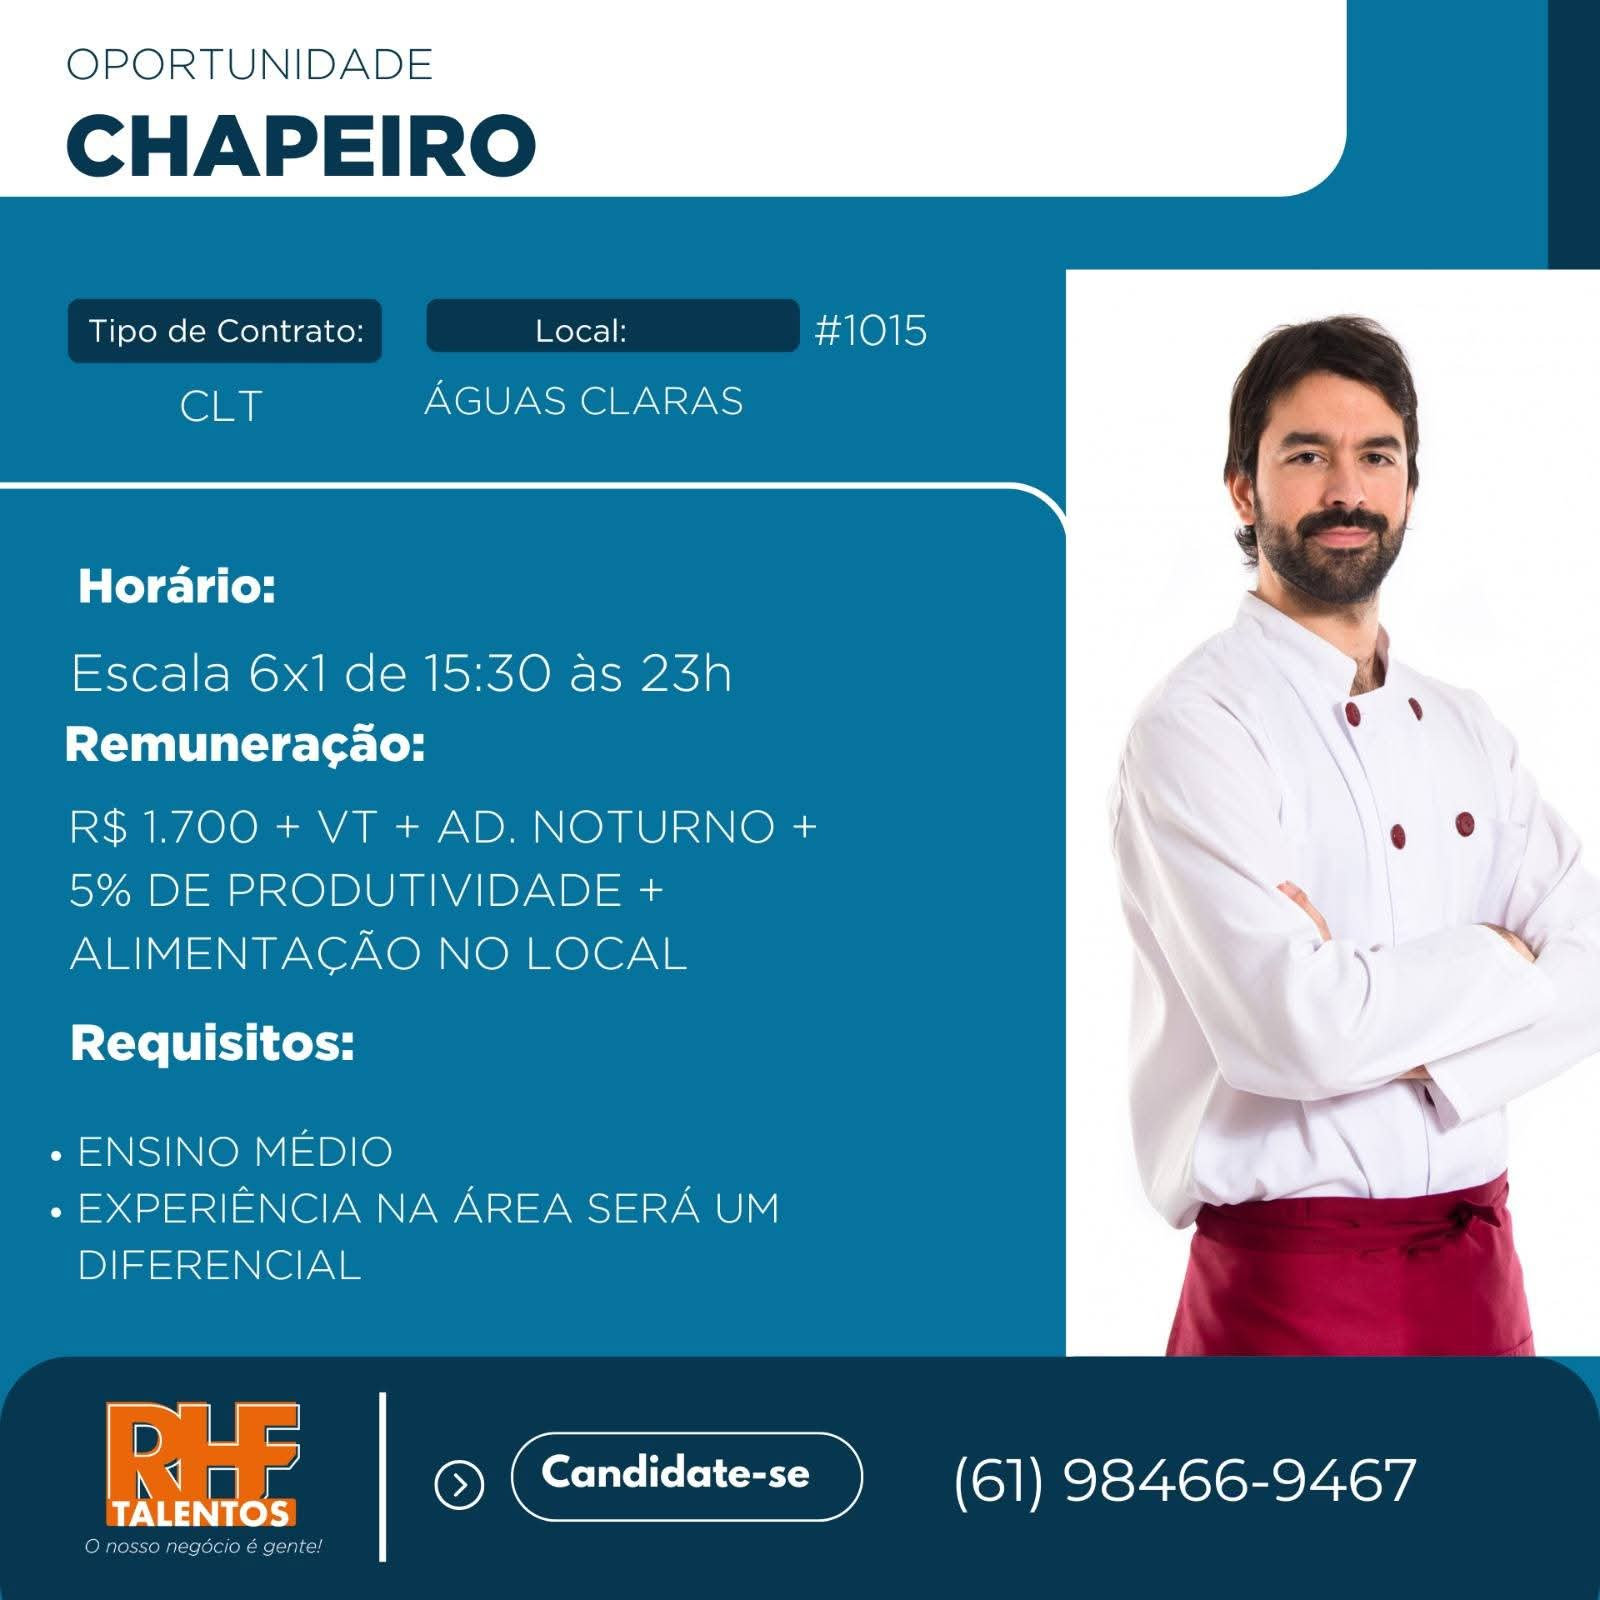 OPORTUNIDADE
CHAPEIRO
Tipo de Contrato:
CLT
Local:
#1015
ÁGUAS CLARAS
Horário:
Escala 6x1 de 15:30 às 23h
Remuneração:
R$ 1.700 + VT + AD. NOTURNO +
5% DE PRODUTIVIDADE +
ALIMENTAÇÃO NO LOCAL
Requisitos:
• ENSINO MÉDIO
• EXPERIÊNCIA NA ÁREA SERÁ UM
DIFERENCIAL
RHF
TALENTOS
O nosso negócio é gente!
Candidate-se
(61) 98466-9467